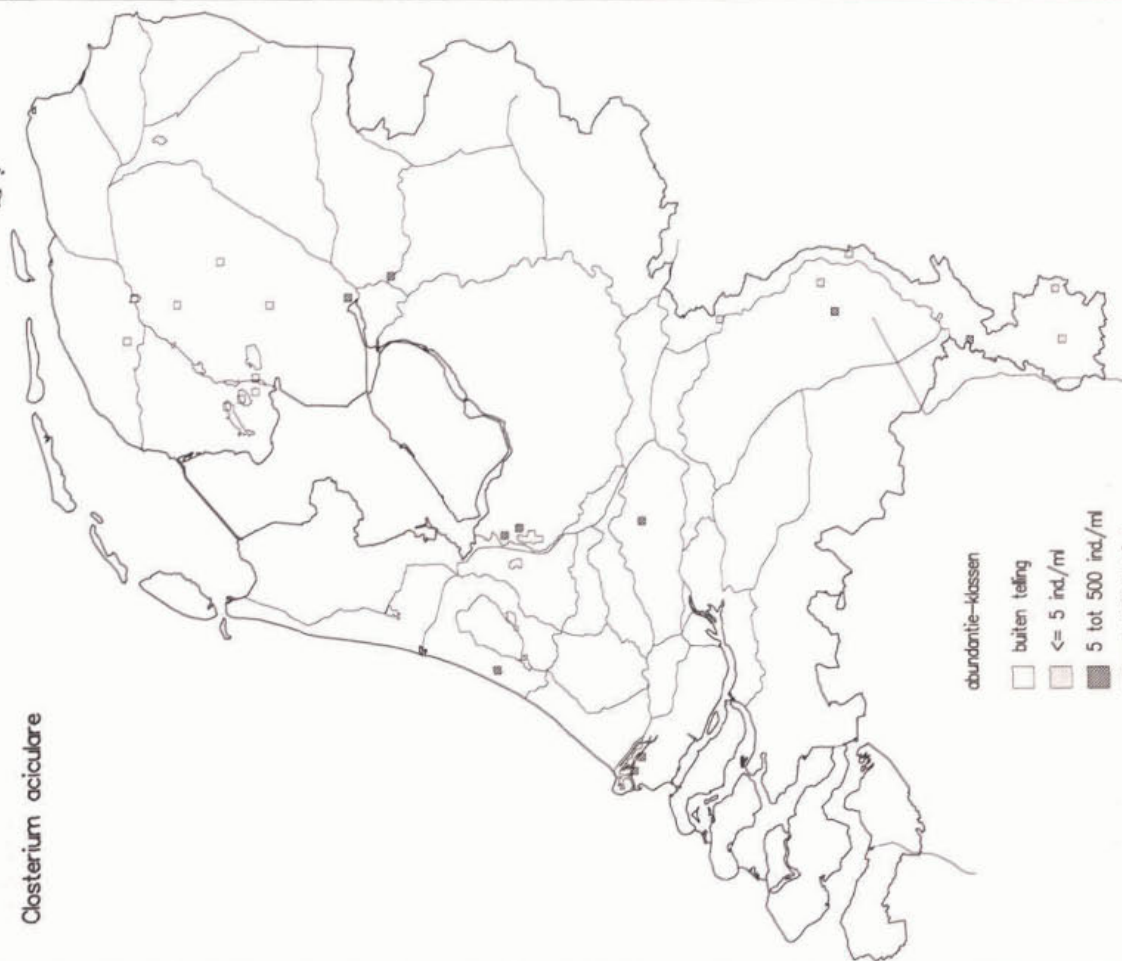 Closterium aciculare
abundantie-klassen
buiten telling
<= 5 ind./ml
5 tot 500 ind./ml